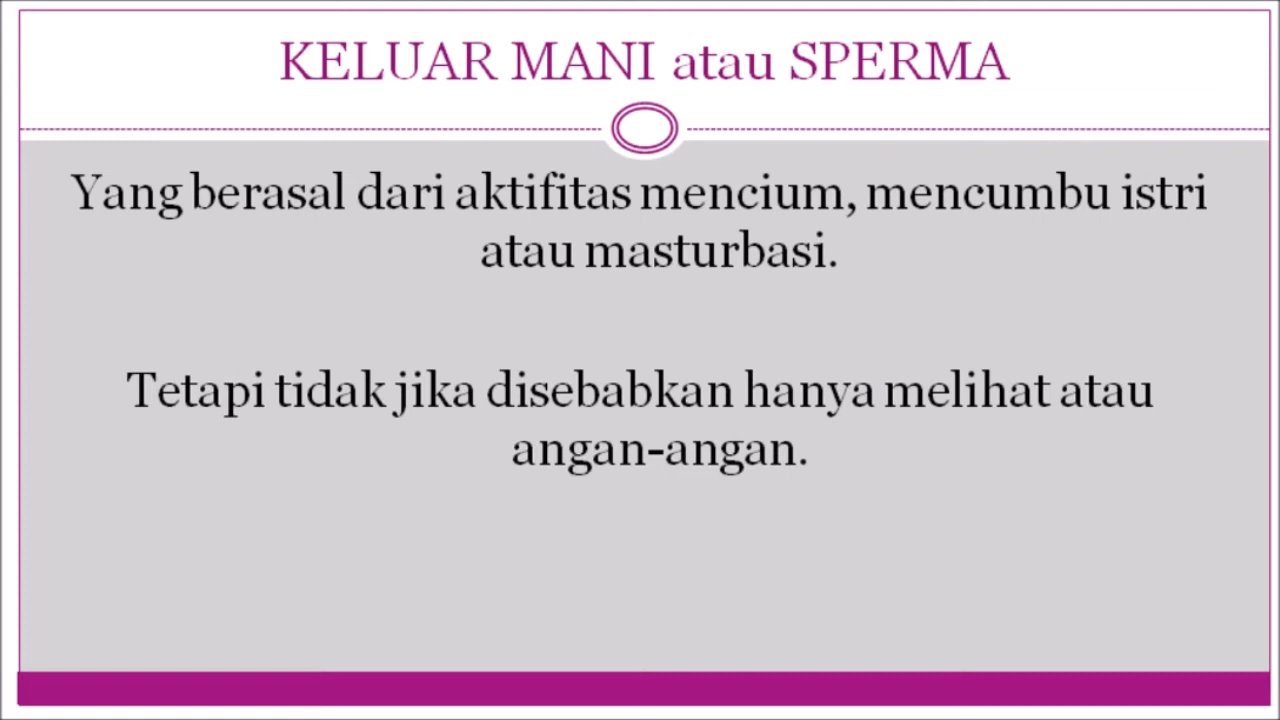 KELUAR MANI atau SPERMA
Yang berasal dari aktifitas mencium, mencumbu istri
atau masturbasi.
Tetapi tidak jika disebabkan hanya melihat atau
angan-angan.